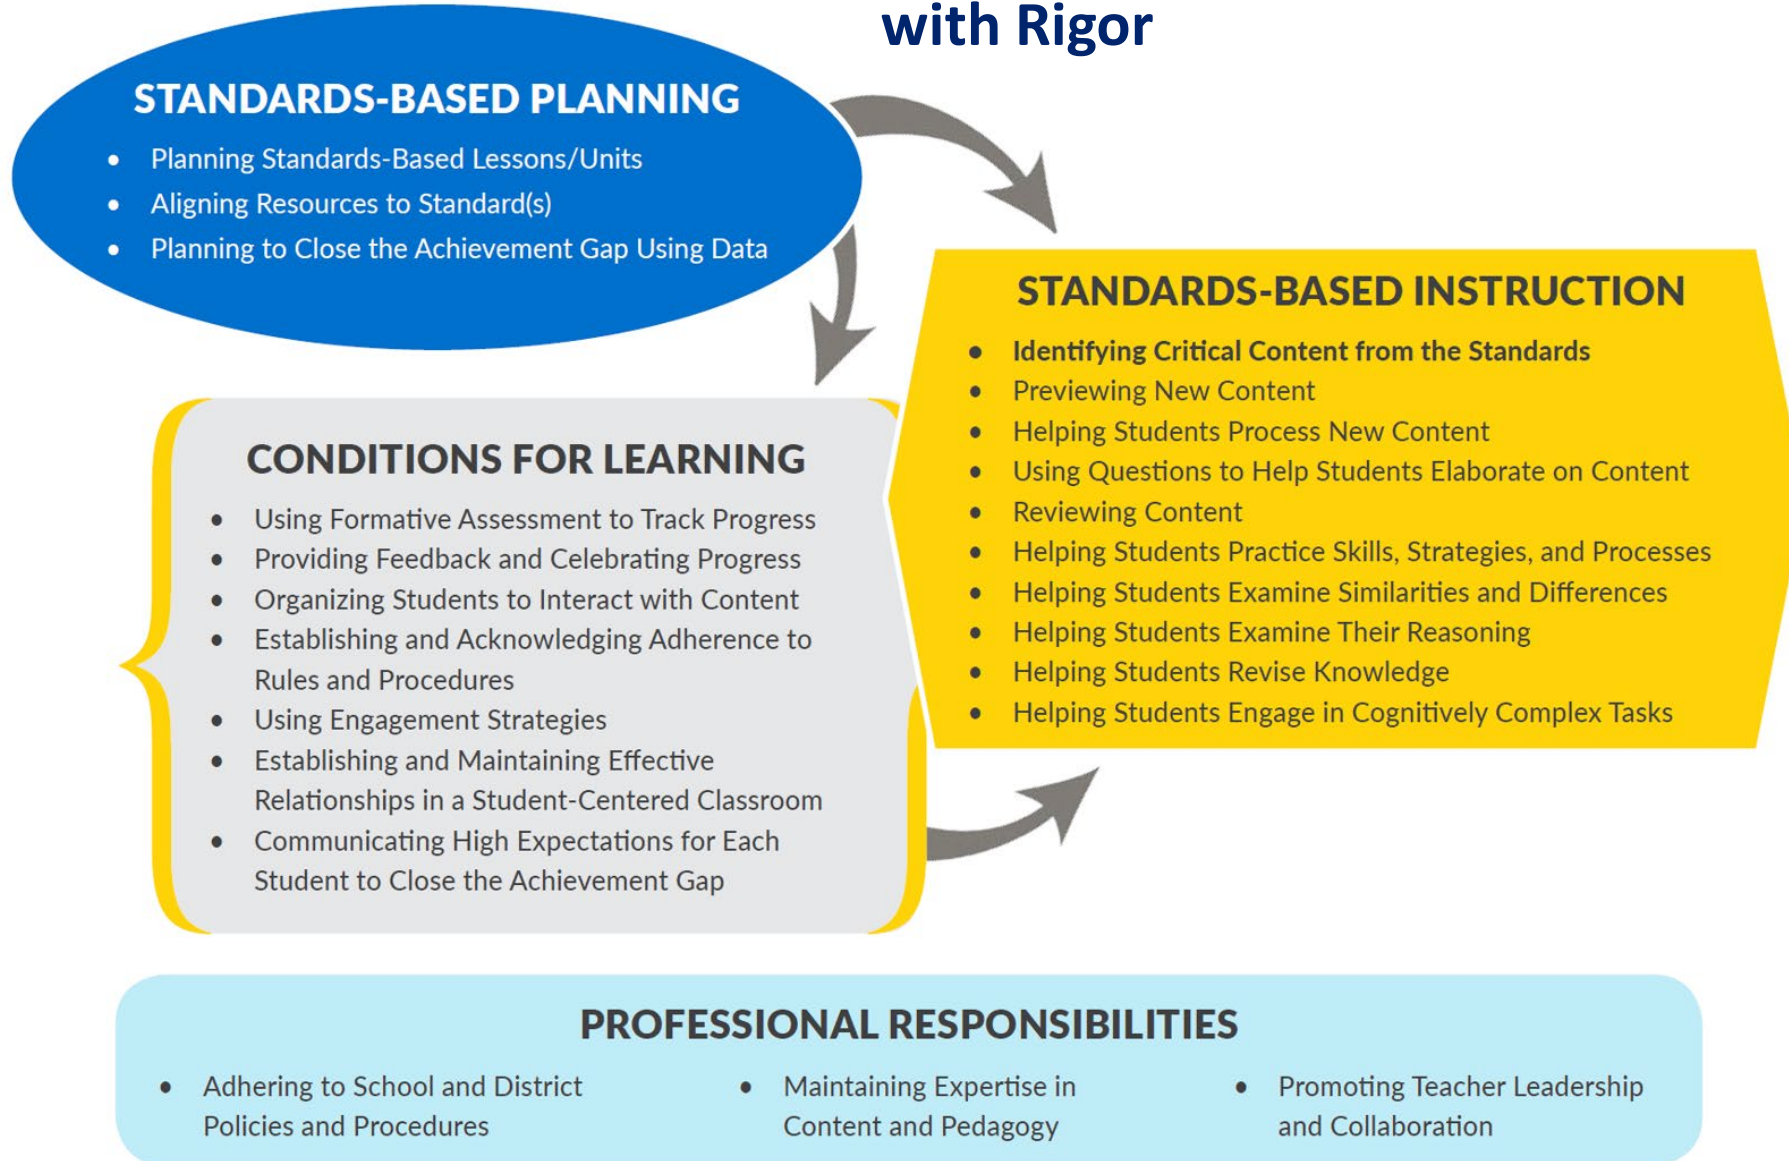 with Rigor
STANDARDS-BASED PLANNING
• Planning Standards-Based Lessons/Units
• Aligning Resources to Standard(s)
• Planning to Close the Achievement Gap Using Data
STANDARDS-BASED INSTRUCTION
• Identifying Critical Content from the Standards
• Previewing New Content
• Helping Students Process New Content
• Using Questions to Help Students Elaborate on Content
• Reviewing Content
• Helping Students Practice Skills, Strategies, and Processes
• Helping Students Examine Similarities and Differences
• Helping Students Examine Their Reasoning
• Helping Students Revise Knowledge
• Helping Students Engage in Cognitively Complex Tasks
CONDITIONS FOR LEARNING
• Using Formative Assessment to Track Progress
• Providing Feedback and Celebrating Progress
• Organizing Students to Interact with Content
• Establishing and Acknowledging Adherence to
Rules and Procedures
• Using Engagement Strategies
• Establishing and Maintaining Effective
Relationships in a Student-Centered Classroom
• Communicating High Expectations for Each
Student to Close the Achievement Gap
PROFESSIONAL RESPONSIBILITIES
• Adhering to School and District
Policies and Procedures
• Maintaining Expertise in
Content and Pedagogy
• Promoting Teacher Leadership
and Collaboration